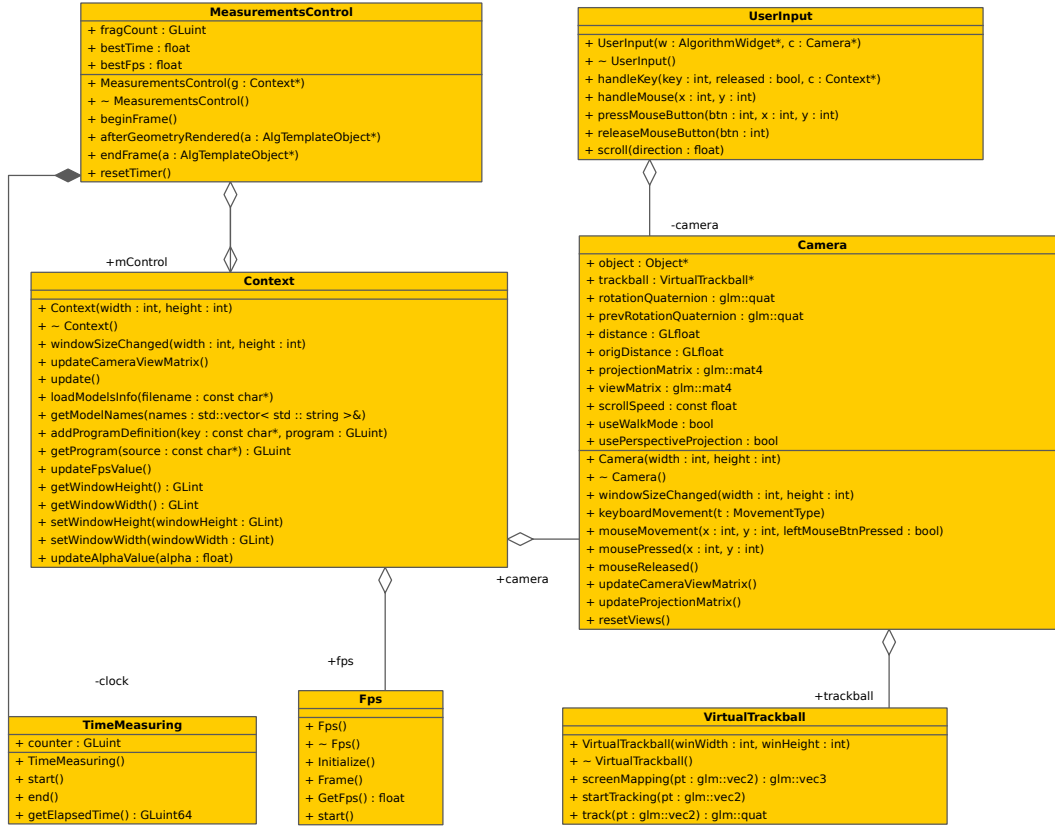 MeasurementsControl
+ fragCount : GLuint
+ bestTime : float
+ bestFps : float
+ MeasurementsControl(g : Context*)
+ ~ MeasurementsControl()
+ beginFrame()
+ afterGeometryRendered(a : AlgTemplateObject*)
+ endFrame(a : AlgTemplateObject*)
+ resetTimer()
UserInput
+ UserInput(w : AlgorithmWidget*, c : Camera*)
+ ~ UserInput()
+ handleKey(key : int, released : bool, c : Context*)
+ handleMouse(x : int, y : int)
+ pressMouseButton(btn : int, x : int, y : int)
+ releaseMouseButton(btn : int)
+ scroll(direction : float)
-camera
+mControl
Context
+ Context(width : int, height : int)
+ ~ Context()
+ windowSizeChanged(width : int, height : int)
+ updateCameraViewMatrix()
+ update()
+ loadModelsInfo(filename : const char*)
+ getModelNames(names : std::vector< std :: string >&)
+ addProgramDefinition(key : const char*, program : GLuint)
+ getProgram(source : const char*) : GLuint
+ updateFpsValue()
+ getWindowHeight() : GLint
+ getWindowWidth() : GLint
+ setWindowHeight(windowHeight : GLint)
+ setWindowWidth(windowWidth : GLint)
+ updateAlphaValue(alpha : float)
Camera
+ object : Object*
+ trackball : VirtualTrackball*
+ rotationQuaternion : glm::quat
+ prevRotationQuaternion : glm::quat
+ distance : GLfloat
+ origDistance : GLfloat
+ projectionMatrix : glm::mat4
+ viewMatrix : glm::mat4
+ scrollSpeed : const float
+ useWalkMode : bool
+ usePerspectiveProjection : bool
+ Camera(width : int, height : int)
+ ~ Camera()
+ windowSizeChanged(width : int, height : int)
+ keyboardMovement(t : MovementType)
+ mouseMovement(x : int, y : int, leftMouseBtnPressed : bool)
+ mousePressed(x : int, y : int)
+ mouseReleased()
+ updateCameraViewMatrix()
+ updateProjectionMatrix()
+ resetViews()
+camera
+fps
-clock
+trackball
TimeMeasuring
+ counter : GLuint
+ TimeMeasuring()
+ start()
+ end()
+ getElapsedTime() : GLuint64
Fps
+ Fps()
+ ~ Fps()
+ Initialize()
+ Frame()
+ GetFps() : float
+ start()
VirtualTrackball
+ VirtualTrackball(winWidth : int, winHeight : int)
+ ~ VirtualTrackball()
+ screenMapping(pt : glm::vec2) : glm::vec3
+ startTracking(pt : glm::vec2)
+ track(pt : glm::vec2) : glm::quat